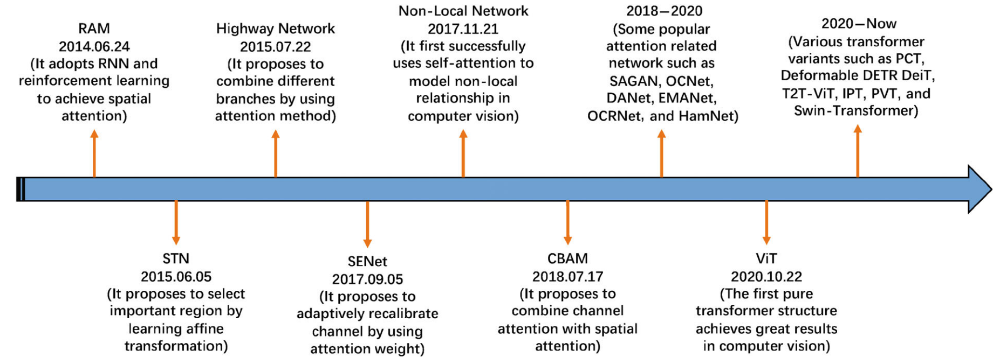 RAM
2014.06.24
(It adopts RNN and
reinforcement learning
to achieve spatial
attention)
Highway Network
2015.07.22
(It proposes to
combine different
branches by using
attention method)
Non-Local Network
2017.11.21
(It first successfully
uses self-attention to
model non-local
relationship in
computer vision)
2018—2020
(Some popular
attention related
network such as
SAGAN, OCNet,
DANet, EMANet,
OCRNet, and HamNet)
2020—Now
(Various transformer
variants such as PCT,
Deformable DETR DeiT,
T2T-ViT, IPT, PVT, and
Swin-Transformer)
STN
2015.06.05
(It proposes to select
important region by
learning affine
transformation)
SENet
2017.09.05
(It proposes to
adaptively recalibrate
channel by using
attention weight)
CBAM
2018.07.17
(It proposes to
combine channel
attention with spatial
attention)
ViT
2020.10.22
(The first pure
transformer structure
achieves great results
in computer vision)